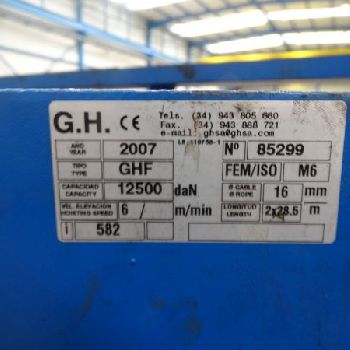 G.H. CE
Tels. (34) 943 805 660
Fax. (34) 943 888 721
e-mail: ghsa@ghsa.com
AÑO YEAR 2007 Nº 85299
TIPO TYPE GHF FEM/ISO M6
CAPACIDAD CAPACITY 12500 daN Ø CABLE Ø ROPE 16 mm
VEL. ELEVACION HOISTING SPEED 6/ m/min LONGITUD LENGTH 2x28.5 m
i 582